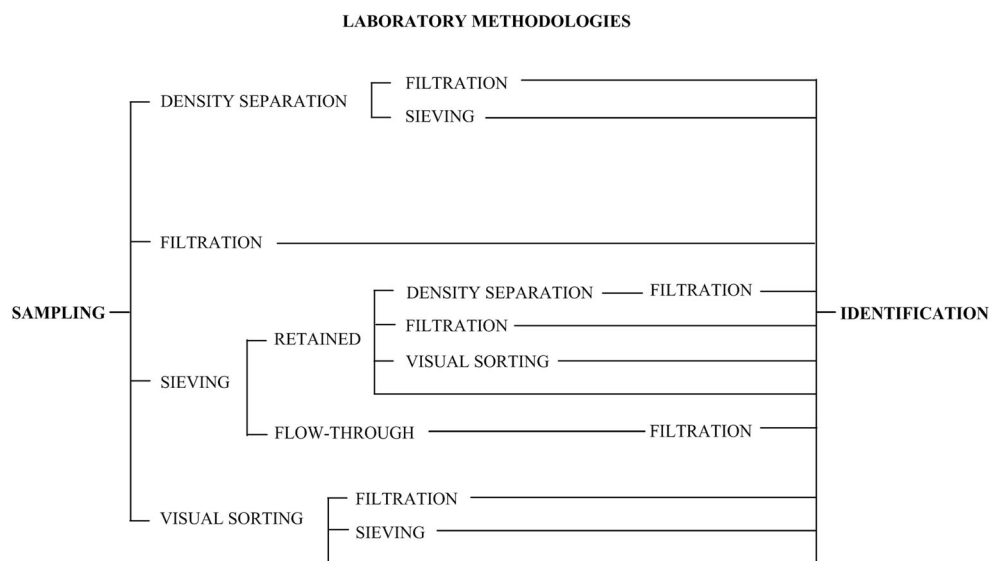 LABORATORY METHODOLOGIES
FILTRATION
DENSITY SEPARATION
SIEVING
FILTRATION
DENSITY SEPARATION
FILTRATION
SAMPLING
IDENTIFICATION
FILTRATION
RETAINED
VISUAL SORTING
SIEVING
FLOW-THROUGH
FILTRATION
FILTRATION
VISUAL SORTING
SIEVING